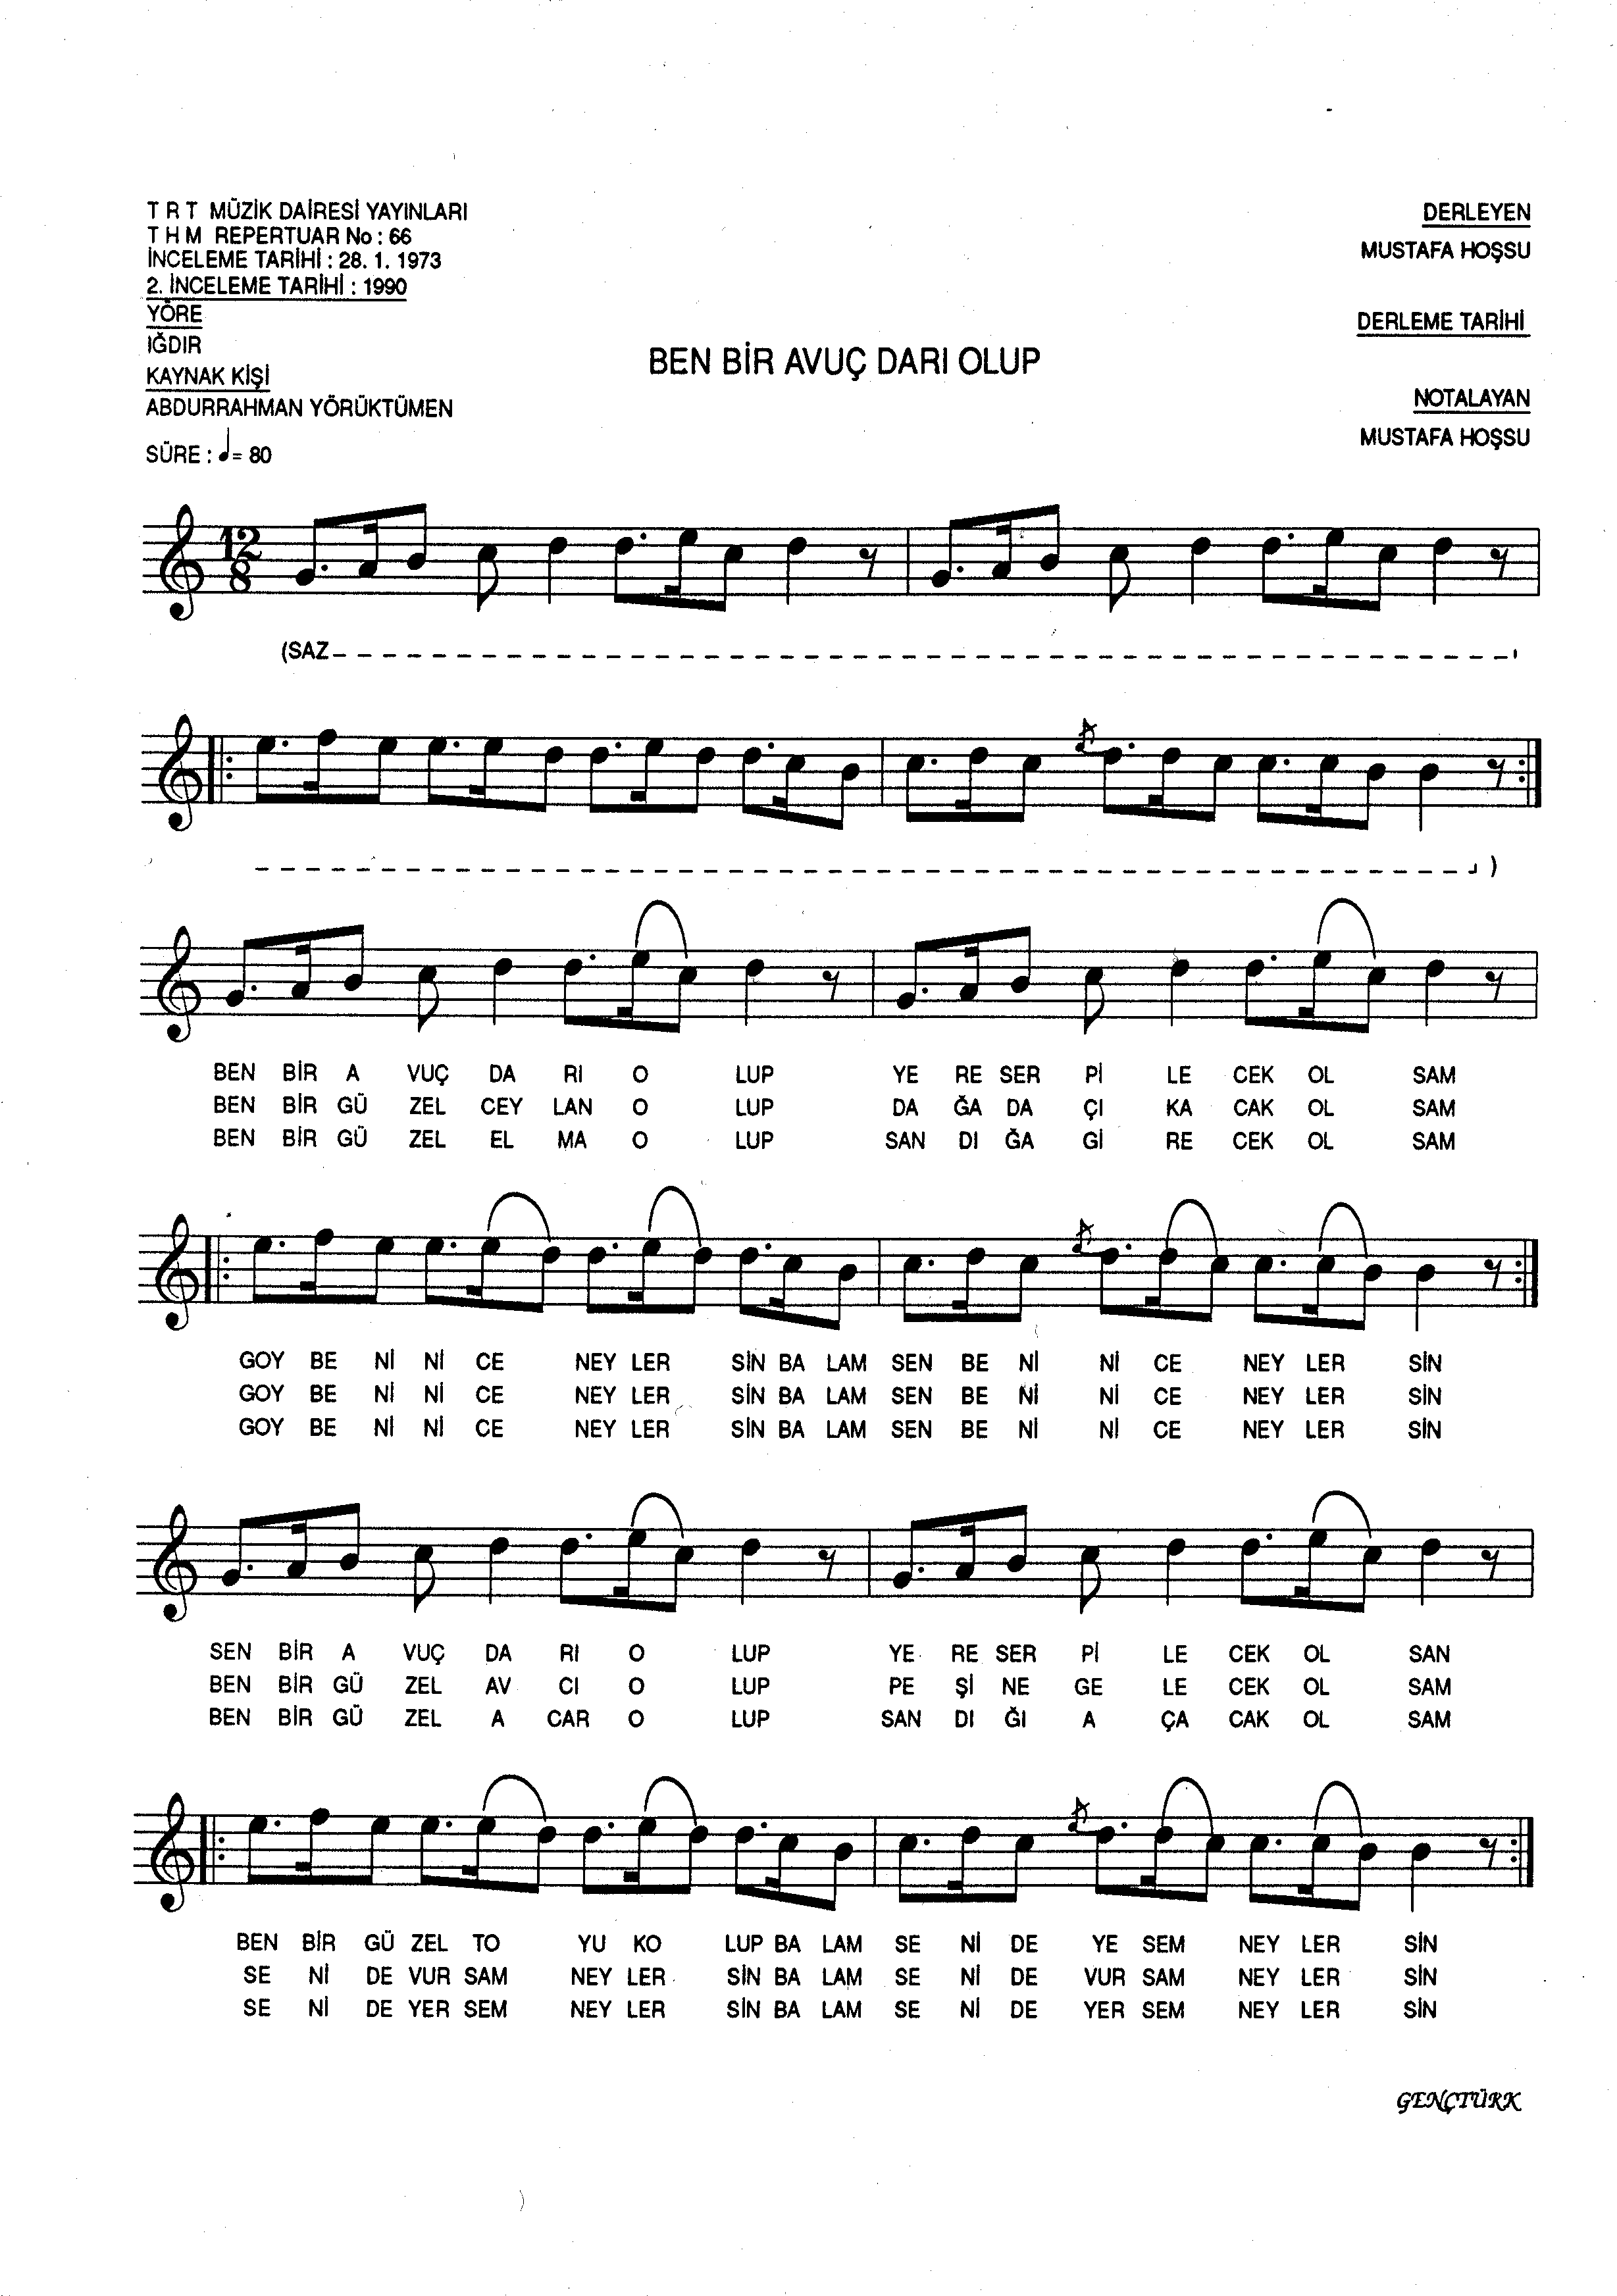 T R T MÜZİK DAİRESİ YAYINLARI
T H M REPERTUAR No : 66
İNCELEME TARİHİ : 28. 1. 1973
2. İNCELEME TARİHİ : 1990
YÖRE
IĞDIR
KAYNAK KİŞİ
ABDURRAHMAN YÖRÜKTÜMEN
SÜRE : ♩= 80
BEN BİR AVUÇ DARI OLUP
DERLEYEN
MUSTAFA HOŞSU
DERLEME TARİHİ
NOTALAYAN
MUSTAFA HOŞSU
12
8
(SAZ
)
BEN BİR A VUÇ DA RI O LUP YE RE SER Pİ LE CEK OL SAM
BEN BİR GÜ ZEL CEY LAN O LUP DA ĞA DA ÇI KA CAK OL SAM
BEN BİR GÜ ZEL EL MA O LUP SAN DI ĞA Gİ RE CEK OL SAM
GOY BE Nİ Nİ CE NEY LER SİN BA LAM SEN BE Nİ Nİ CE NEY LER SİN
GOY BE Nİ Nİ CE NEY LER SİN BA LAM SEN BE Nİ Nİ CE NEY LER SİN
GOY BE Nİ Nİ CE NEY LER SİN BA LAM SEN BE Nİ Nİ CE NEY LER SİN
SEN BİR A VUÇ DA RI O LUP YE RE SER Pİ LE CEK OL SAN
BEN BİR GÜ ZEL AV CI O LUP PE Şİ NE GE LE CEK OL SAM
BEN BİR GÜ ZEL A CAR O LUP SAN DI ĞI A ÇA CAK OL SAM
BEN BİR GÜ ZEL TO YU KO LUP BA LAM SE Nİ DE YE SEM NEY LER SİN
SE Nİ DE VUR SAM NEY LER SİN BA LAM SE Nİ DE VUR SAM NEY LER SİN
SE Nİ DE YER SEM NEY LER SİN BA LAM SE Nİ DE YER SEM NEY LER SİN
GENÇTÜRK